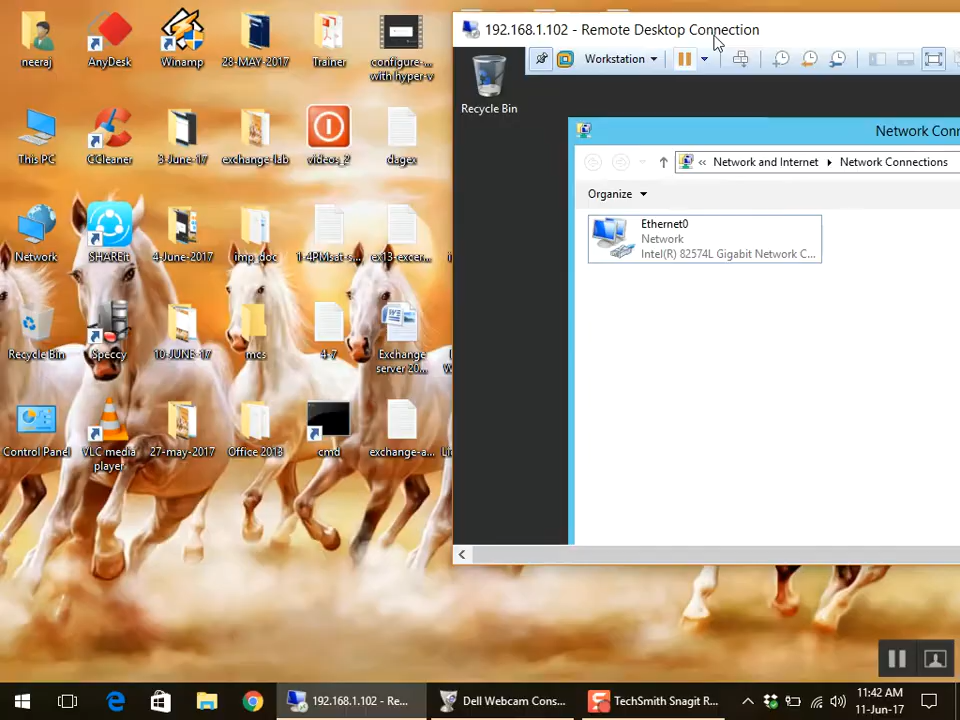 neeraj
AnyDesk
Winamp
28-MAY-2017
Trainer
configure-...
with hyper-v
This PC
CCleaner
3-June-17
exchange-lab
videos_2
dagex
Network
SHAREit
4-June-2017
imp_doc
1-4PMsat-s...
ex13-excer...
Recycle Bin
Speccy
10-JUNE-17
mcs
4-7
Exchange
server 20...
Control Panel
VLC media
player
27-may-2017
Office 2013
cmd
exchange-a...
192.168.1.102 - Remote Desktop Connection
Workstation
Recycle Bin
Network Conn
« Network and Internet
Network Connections
Organize
Ethernet0
Network
Intel(R) 82574L Gigabit Network C...
192.168.1.102 - Re...
Dell Webcam Cons...
TechSmith Snagit R...
11:42 AM
11-Jun-17